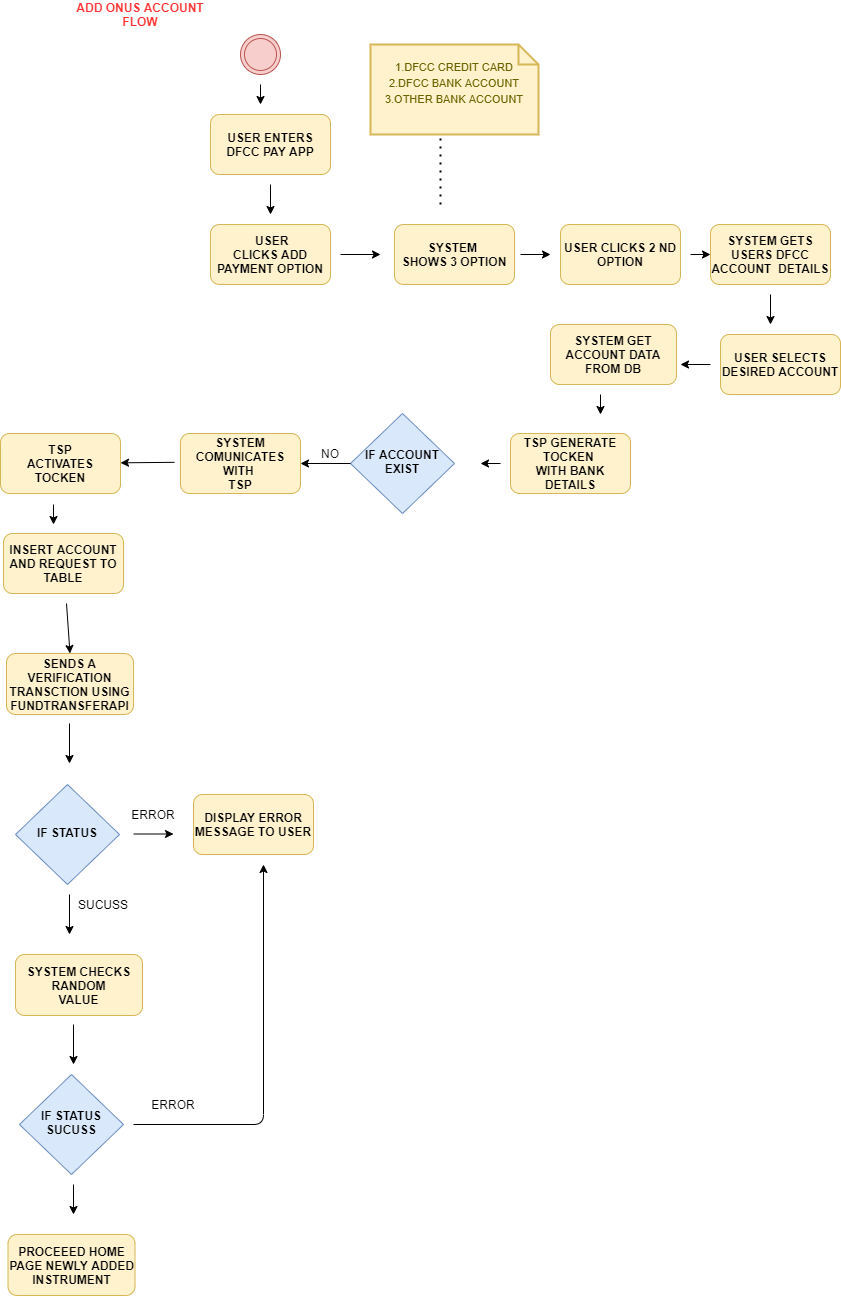 ADD ONUS ACCOUNT
FLOW
1.DFCC CREDIT CARD
2.DFCC BANK ACCOUNT
3.OTHER BANK ACCOUNT
USER ENTERS
DFCC PAY APP
USER
CLICKS ADD
PAYMENT OPTION
SYSTEM
SHOWS 3 OPTION
USER CLICKS 2 ND
OPTION
SYSTEM GETS
USERS DFCC
ACCOUNT DETAILS
USER SELECTS
DESIRED ACCOUNT
SYSTEM GET
ACCOUNT DATA
FROM DB
TSP GENERATE
TOCKEN
WITH BANK
DETAILS
IF ACCOUNT
EXIST
NO
SYSTEM
COMUNICATES
WITH
TSP
TSP
ACTIVATES
TOCKEN
INSERT ACCOUNT
AND REQUEST TO
TABLE
SENDS A
VERIFICATION
TRANSCTION USING
FUNDTRANSFERAPI
IF STATUS
ERROR
DISPLAY ERROR
MESSAGE TO USER
SUCUSS
SYSTEM CHECKS
RANDOM
VALUE
IF STATUS
SUCUSS
ERROR
PROCEEED HOME
PAGE NEWLY ADDED
INSTRUMENT